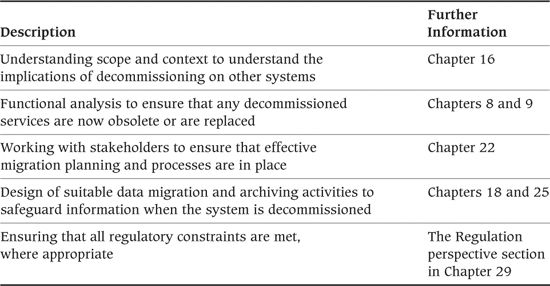 Description Further Information
Understanding scope and context to understand the Chapter 16
implications of decommissioning on other systems
Functional analysis to ensure that any decommissioned Chapters 8 and 9
services are now obsolete or are replaced
Working with stakeholders to ensure that effective Chapter 22
migration planning and processes are in place
Design of suitable data migration and archiving activities to Chapters 18 and 25
safeguard information when the system is decommissioned
Ensuring that all regulatory constraints are met, The Regulation
where appropriate perspective section
in Chapter 29